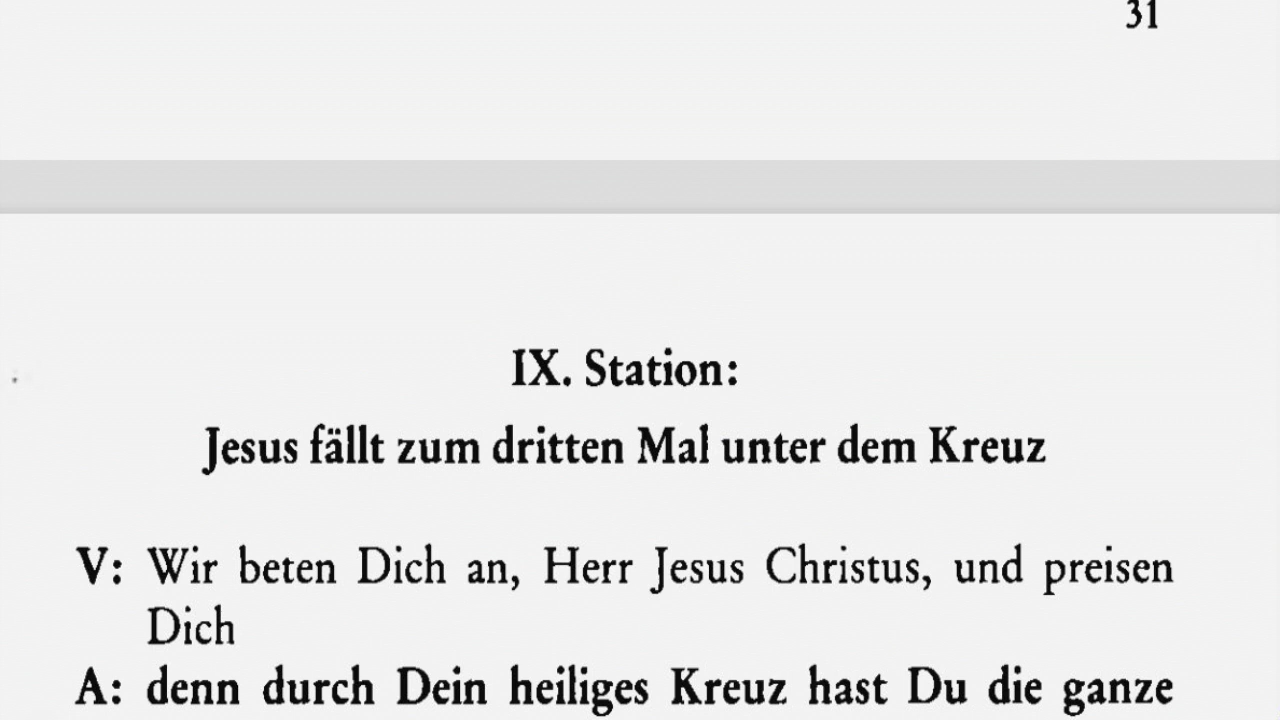 31
IX. Station:
Jesus fällt zum dritten Mal unter dem Kreuz
V: Wir beten Dich an, Herr Jesus Christus, und preisen
Dich
A: denn durch Dein heiliges Kreuz hast Du die ganze